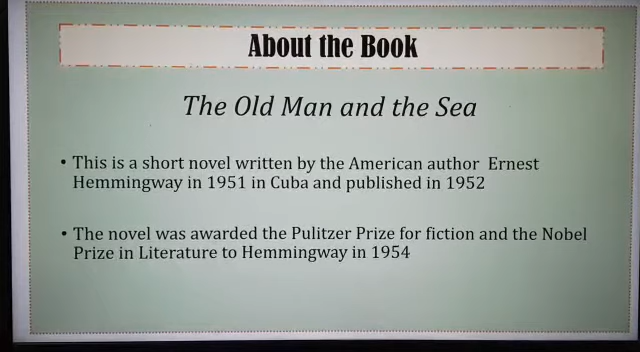 About the Book
The Old Man and the Sea
• This is a short novel written by the American author Ernest
Hemmingway in 1951 in Cuba and published in 1952
• The novel was awarded the Pulitzer Prize for fiction and the Nobel
Prize in Literature to Hemmingway in 1954